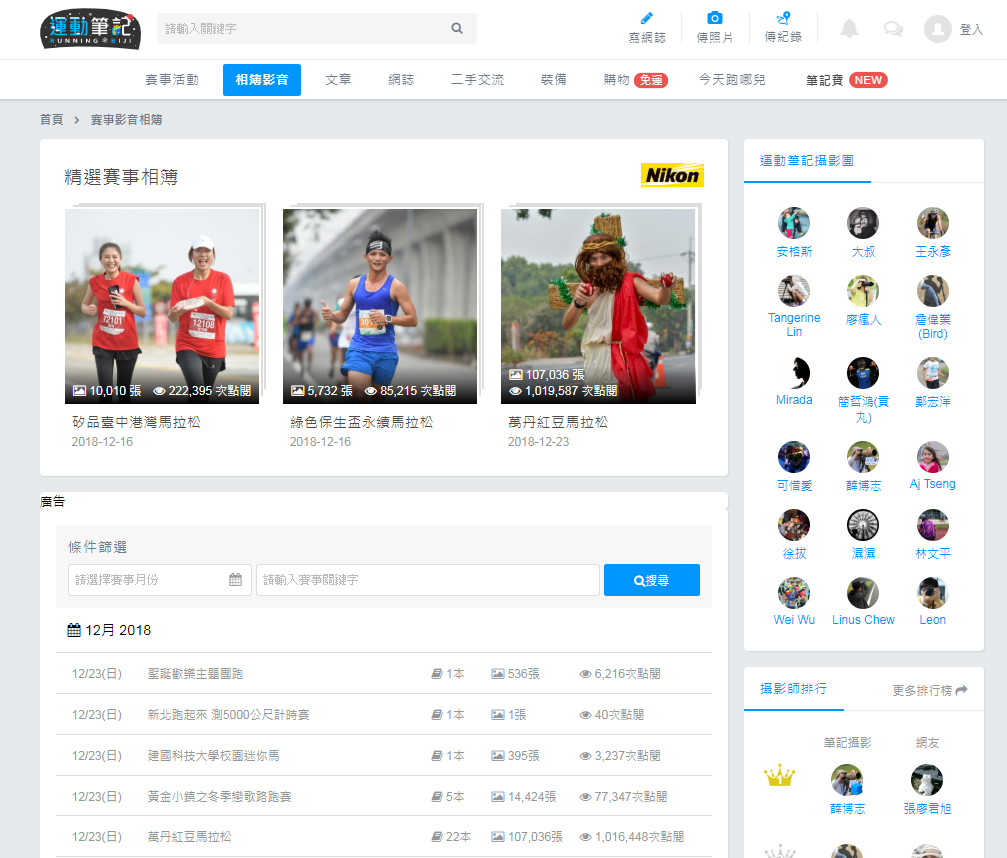 運動筆記
RUNNING BIJI
請輸入關鍵字
寫網誌
傳照片
傳紀錄
登入
賽事活動
相簿影音
文章
網誌
二手交流
裝備
購物 免運
今天跑哪兒
筆記寶 NEW
首頁 > 賽事影音相簿
精選賽事相簿
Nikon
12101
12108
10,010 張 222,395 次點閱
5,732 張 85,215 次點閱
107,036 張
1,019,587 次點閱
矽品臺中港灣馬拉松
2018-12-16
綠色保生盃永續馬拉松
2018-12-16
萬丹紅豆馬拉松
2018-12-23
廣告
條件篩選
請選擇賽事月份
請輸入賽事關鍵字
搜尋
12月 2018
12/23(日) 聖誕歡樂主題團跑 1本 536張 6,216次點閱
12/23(日) 新北跑起來 測5000公尺計時賽 1本 1張 40次點閱
12/23(日) 建國科技大學校園迷你馬 1本 395張 3,237次點閱
12/23(日) 黃金小鎮之冬季戀歌路跑賽 5本 14,424張 77,347次點閱
12/23(日) 萬丹紅豆馬拉松 22本 107,036張 1,016,448次點閱
運動筆記攝影團
安格斯
大叔
王永彥
Tangerine
Lin
廖瘋人
詹偉業
(Bird)
Mirada
簡哲鴻(貢
丸)
鄭宏洋
可惜愛
薛博志
Aj Tseng
徐拔
濕濕
林文平
Wei Wu
Linus Chew
Leon
攝影師排行
更多排行榜
筆記攝影
網友
1
薛博志
張廖君旭